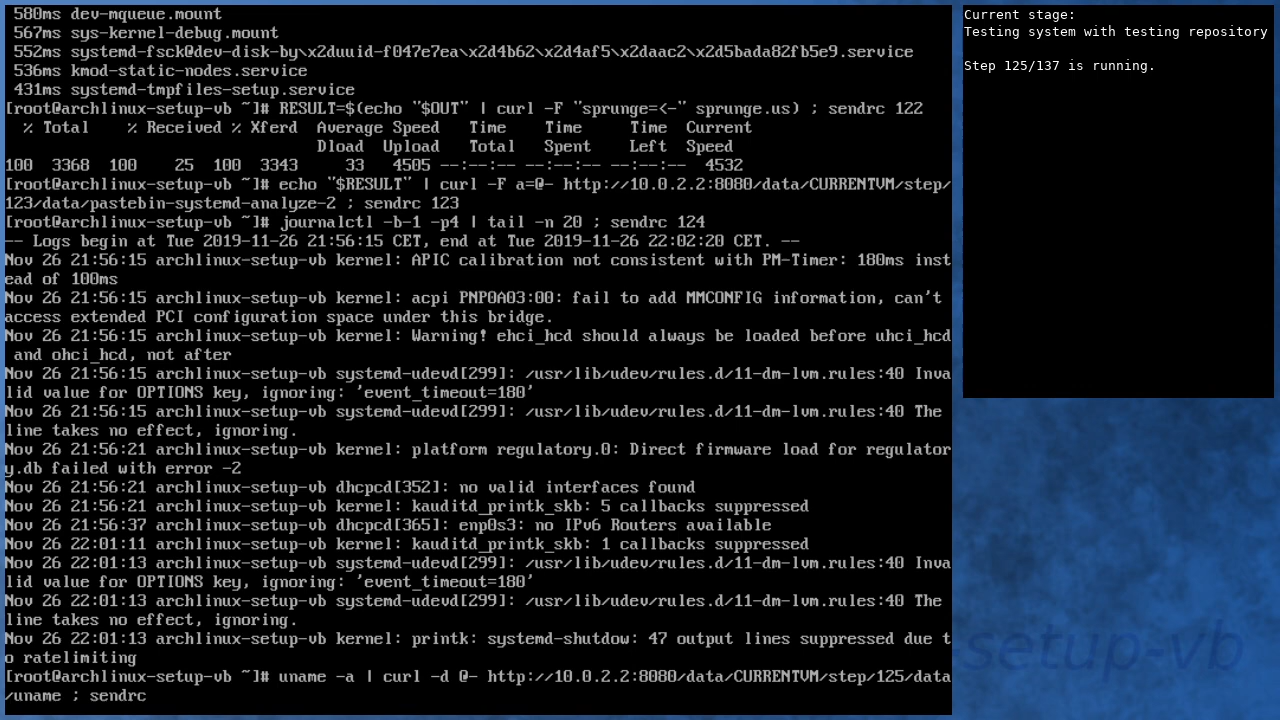 580ms dev-mqueue.mount
567ms sys-kernel-debug.mount
552ms systemd-fsck@dev-disk-by\x2duuid-f047e7ea\x2d4b62\x2d4af5\x2daac2\x2d5bada82fb5e9.service
536ms kmod-static-nodes.service
431ms systemd-tmpfiles-setup.service
[root@archlinux-setup-vb ~]# RESULT=$(echo "$OUT" | curl -F "sprunge=<-" sprunge.us) ; sendrc 122
% Total % Received % Xferd Average Speed Time Time Time Current
Dload Upload Total Spent Left Speed
100 3368 100 25 100 3343 33 4505 --:--:-- --:--:-- --:--:-- 4532
[root@archlinux-setup-vb ~]# echo "$RESULT" | curl -F a=@- http://10.0.2.2:8080/data/CURRENTVM/step/
123/data/pastebin-systemd-analyze-2 ; sendrc 123
[root@archlinux-setup-vb ~]# journalctl -b-1 -p4 | tail -n 20 ; sendrc 124
-- Logs begin at Tue 2019-11-26 21:56:15 CET, end at Tue 2019-11-26 22:02:20 CET. --
Nov 26 21:56:15 archlinux-setup-vb kernel: APIC calibration not consistent with PM-Timer: 180ms inst
ead of 100ms
Nov 26 21:56:15 archlinux-setup-vb kernel: acpi PNP0A03:00: fail to add MMCONFIG information, can't
access extended PCI configuration space under this bridge.
Nov 26 21:56:15 archlinux-setup-vb kernel: Warning! ehci_hcd should always be loaded before uhci_hcd
and ohci_hcd, not after
Nov 26 21:56:15 archlinux-setup-vb systemd-udevd[299]: /usr/lib/udev/rules.d/11-dm-lvm.rules:40 Inva
lid value for OPTIONS key, ignoring: 'event_timeout=180'
Nov 26 21:56:15 archlinux-setup-vb systemd-udevd[299]: /usr/lib/udev/rules.d/11-dm-lvm.rules:40 The
line takes no effect, ignoring.
Nov 26 21:56:21 archlinux-setup-vb kernel: platform regulatory.0: Direct firmware load for regulator
y.db failed with error -2
Nov 26 21:56:21 archlinux-setup-vb dhcpcd[352]: no valid interfaces found
Nov 26 21:56:21 archlinux-setup-vb kernel: kauditd_printk_skb: 5 callbacks suppressed
Nov 26 21:56:37 archlinux-setup-vb dhcpcd[365]: enp0s3: no IPv6 Routers available
Nov 26 22:01:11 archlinux-setup-vb kernel: kauditd_printk_skb: 1 callbacks suppressed
Nov 26 22:01:13 archlinux-setup-vb systemd-udevd[299]: /usr/lib/udev/rules.d/11-dm-lvm.rules:40 Inva
lid value for OPTIONS key, ignoring: 'event_timeout=180'
Nov 26 22:01:13 archlinux-setup-vb systemd-udevd[299]: /usr/lib/udev/rules.d/11-dm-lvm.rules:40 The
line takes no effect, ignoring.
Nov 26 22:01:13 archlinux-setup-vb kernel: printk: systemd-shutdow: 47 output lines suppressed due t
o ratelimiting
[root@archlinux-setup-vb ~]# uname -a | curl -d @- http://10.0.2.2:8080/data/CURRENTVM/step/125/data
/uname ; sendrc
Current stage:
Testing system with testing repository
Step 125/137 is running.
setup-vb